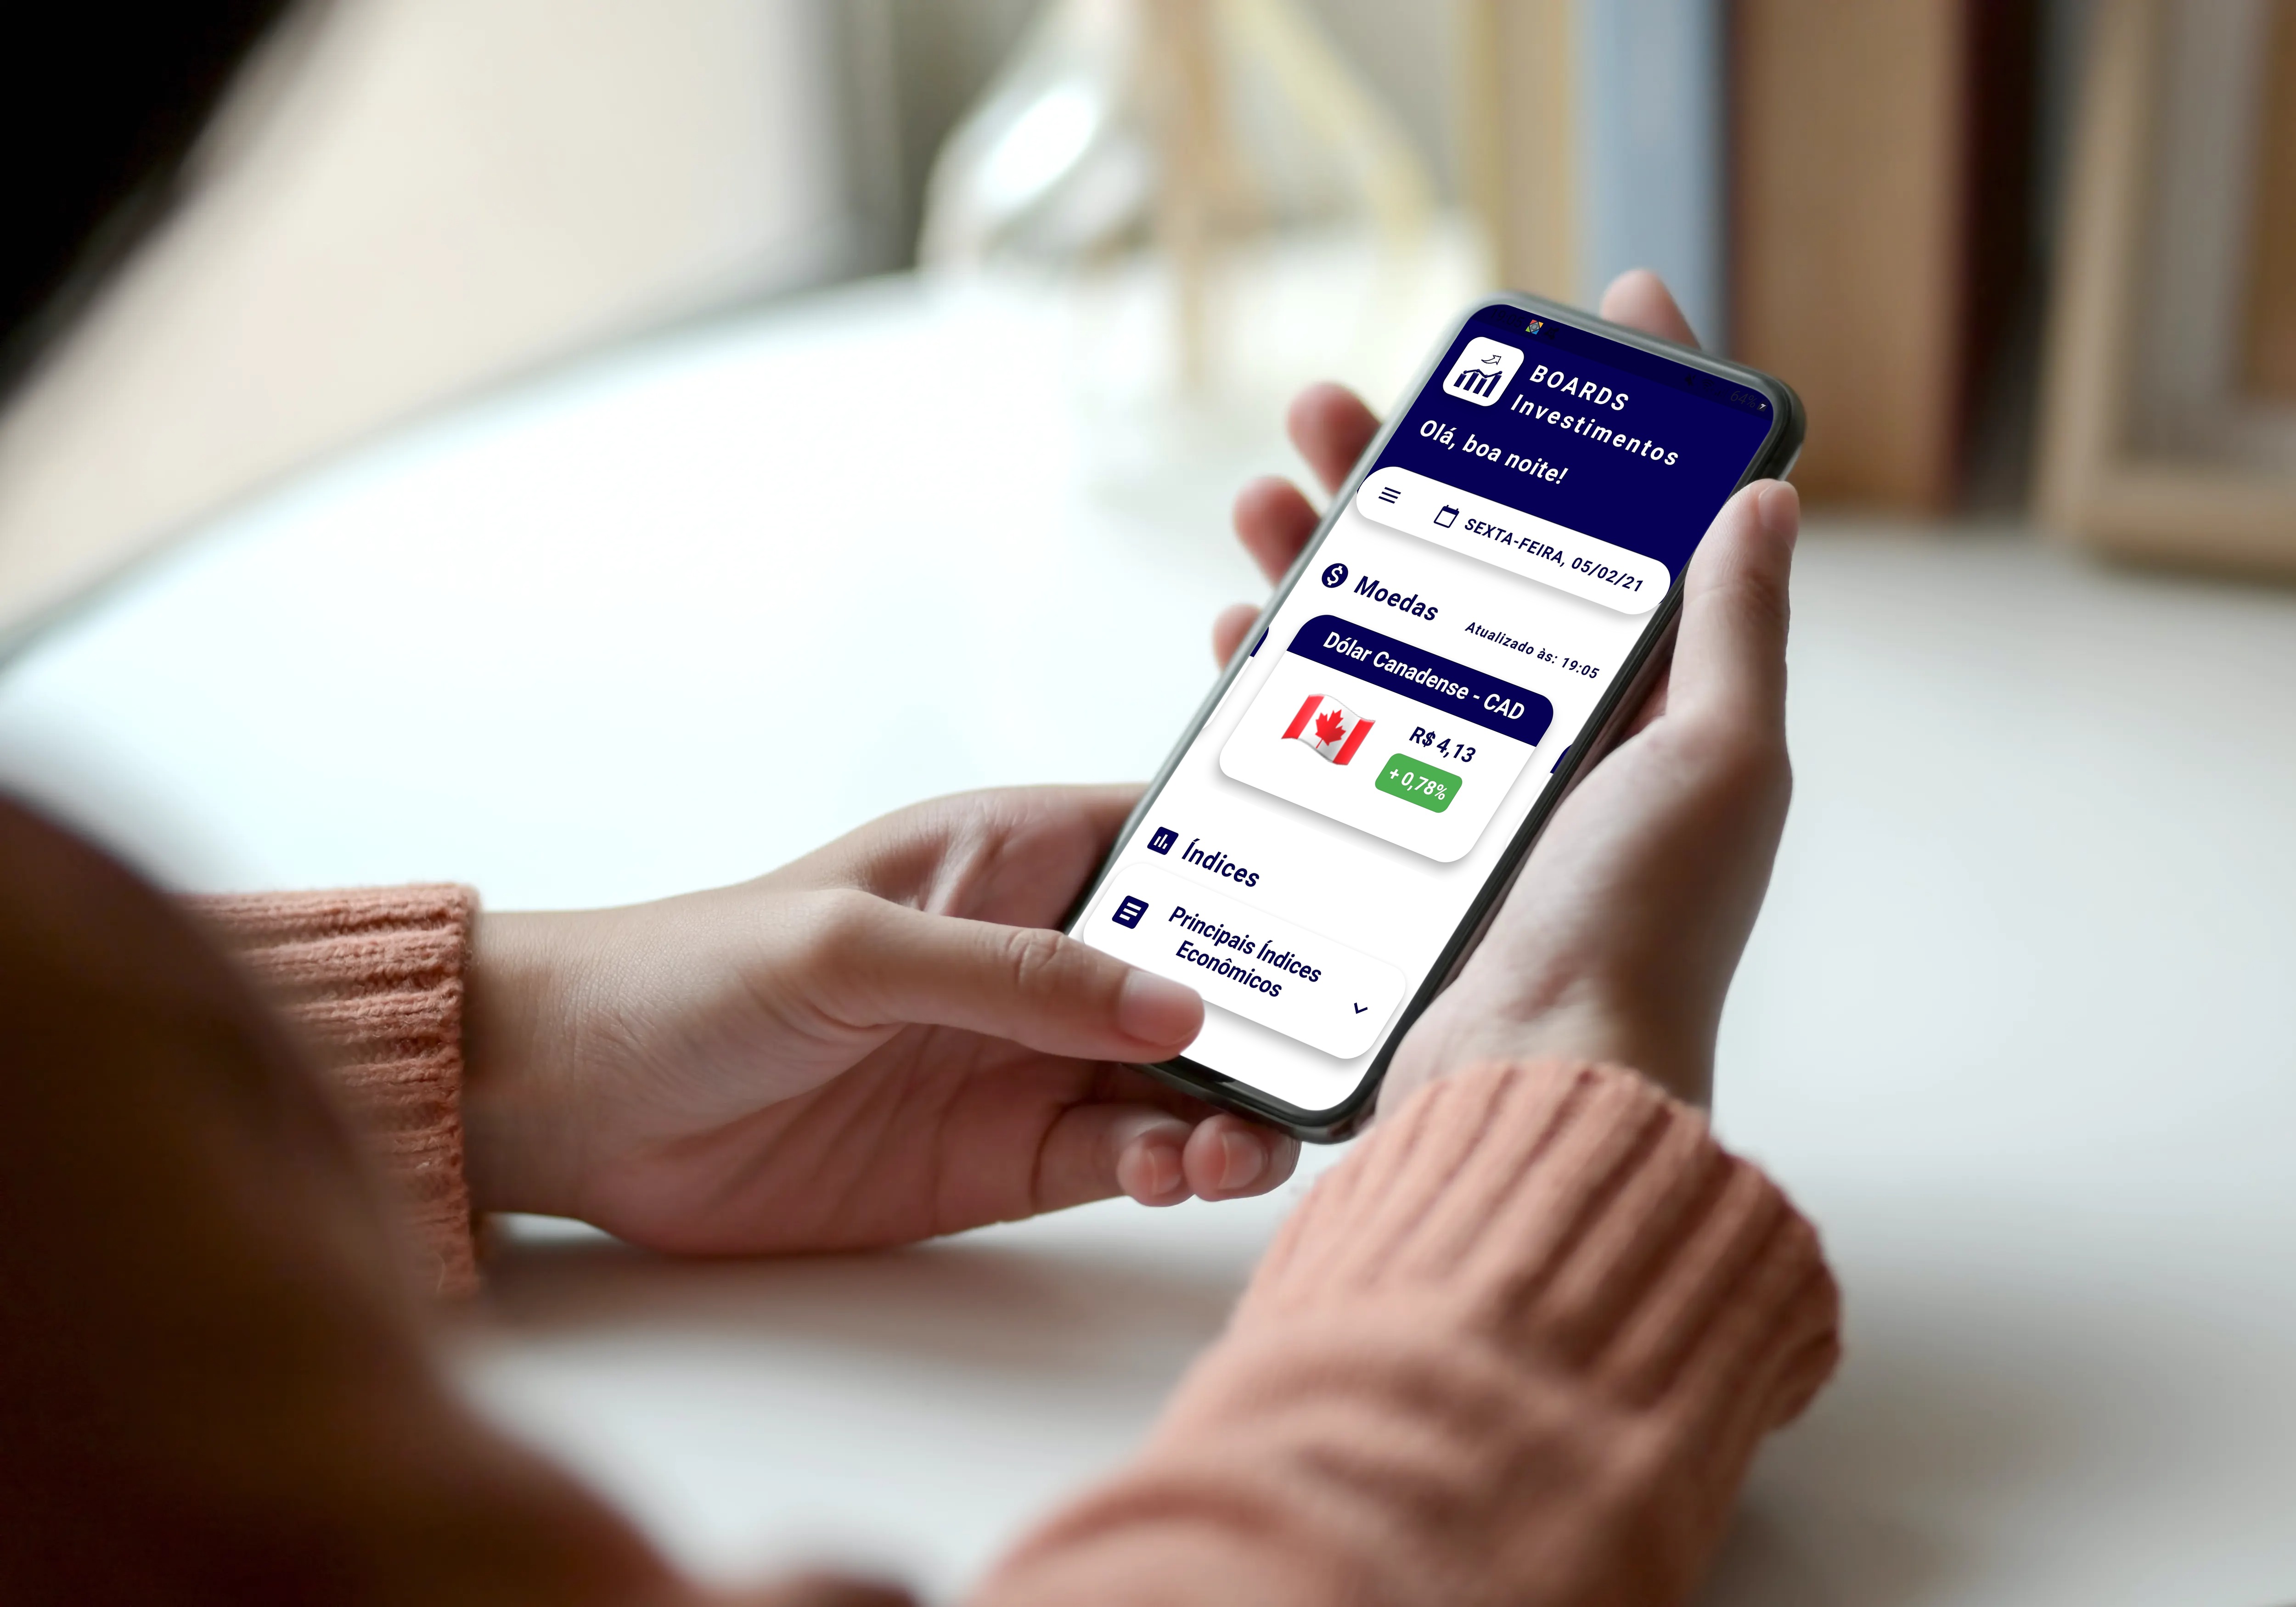 64%
BOARDS
Investimentos
Olá, boa noite!
SEXTA-FEIRA, 05/02/21
Moedas
Atualizado às: 19:05
Dólar Canadense - CAD
R$ 4,13
+ 0,78%
Índices
Principais Índices
Econômicos